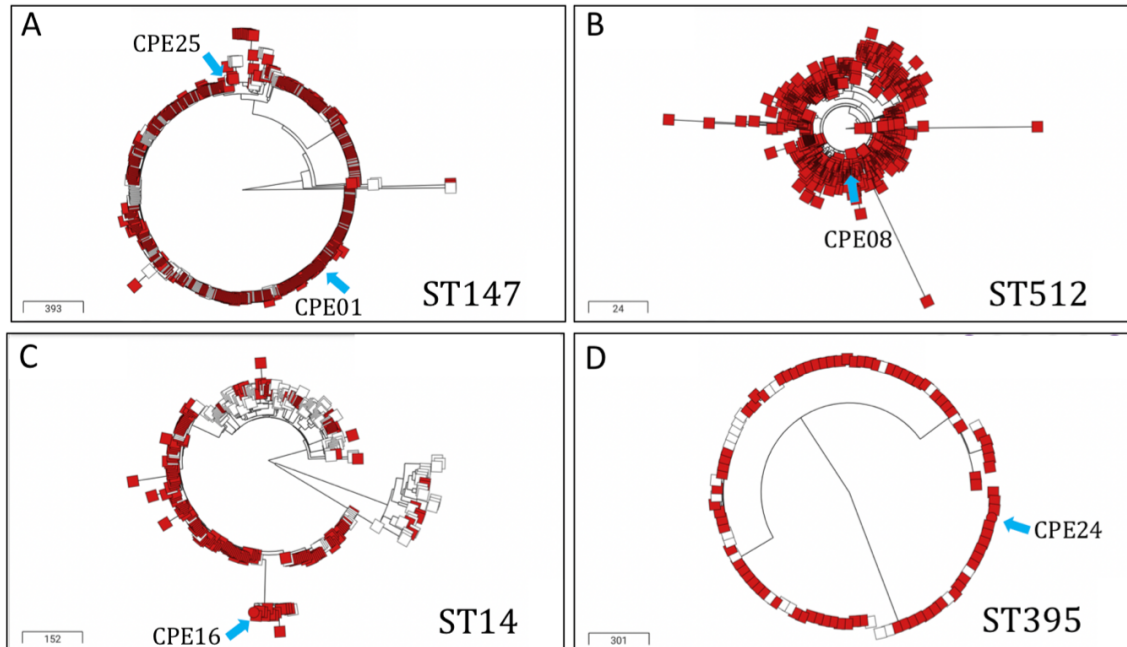 A
CPE25
CPE01
ST147
393
B
CPE08
ST512
24
C
CPE16
ST14
152
D
CPE24
ST395
301